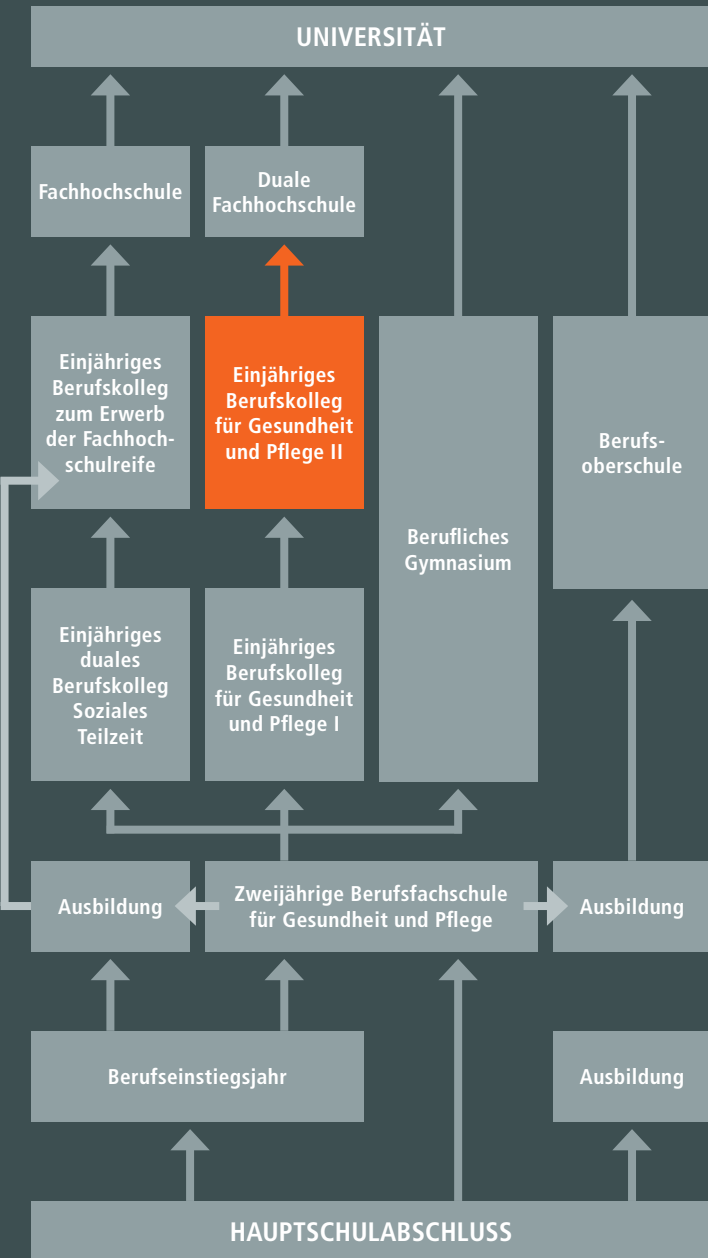 UNIVERSITÄT
Fachhochschule
Duale
Fachhochschule
Einjähriges
Berufskolleg
zum Erwerb
der Fachhoch-
schulreife
Einjähriges
Berufskolleg
für Gesundheit
und Pflege II
Berufliches
Gymnasium
Berufs-
oberschule
Einjähriges
duales
Berufskolleg
Soziales
Teilzeit
Einjähriges
Berufskolleg
für Gesundheit
und Pflege I
Ausbildung
Zweijährige Berufsfachschule
für Gesundheit und Pflege
Ausbildung
Berufseinstiegsjahr
Ausbildung
HAUPTSCHULABSCHLUSS